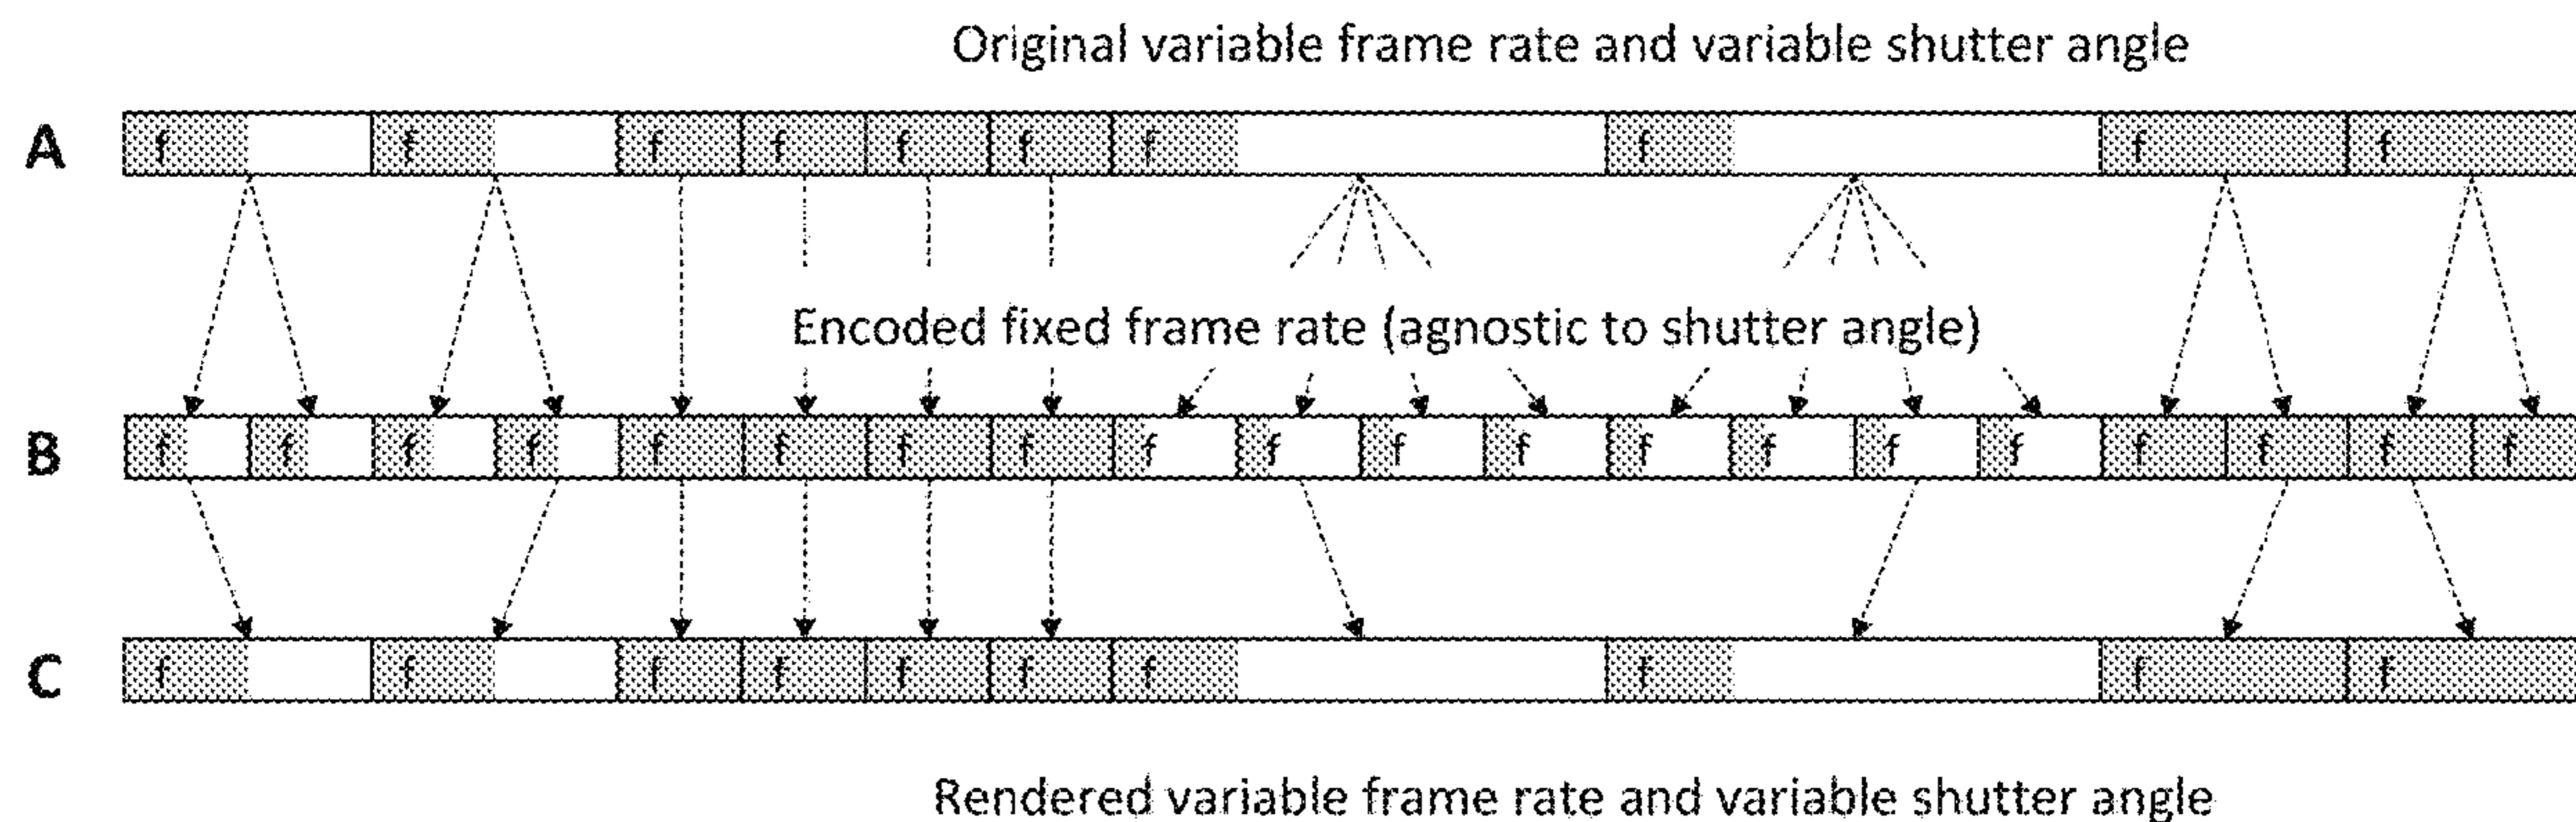 Original variable frame rate and variable shutter angle
A f f f f f f f f f f
Encoded fixed frame rate (agnostic to shutter angle)
B f f f f f f f f f f f f f f f f f f f f
C f f f f f f f f f f
Rendered variable frame rate and variable shutter angle